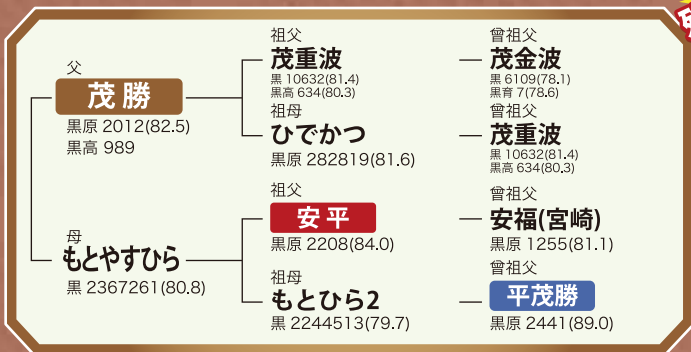 父
茂勝
黒原 2012(82.5)
黒高 989
祖父
茂重波
黒 10632(81.4)
黒高 634(80.3)
曾祖父
茂金波
黒 6109(78.1)
黒育 7(78.6)
祖母
ひでかつ
黒原 282819(81.6)
曾祖父
茂重波
黒 10632(81.4)
黒高 634(80.3)
母
もとやすひら
黒 2367261(80.8)
祖父
安平
黒原 2208(84.0)
曾祖父
安福(宮崎)
黒原 1255(81.1)
祖母
もとひら2
黒 2244513(79.7)
曾祖父
平茂勝
黒原 2441(89.0)